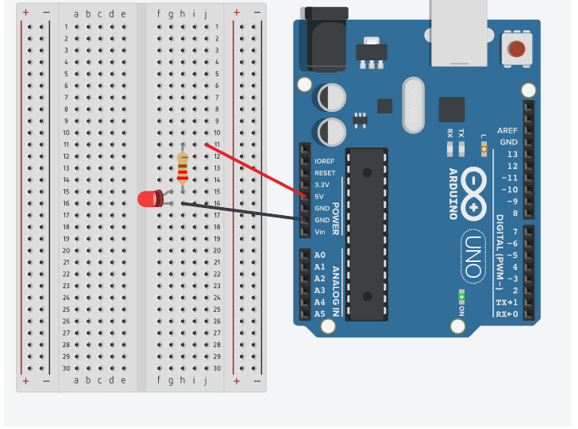 + − a b c d e f g h i j + −
1 1
2 2
3 3
4 4
5 5
6 6
7 7
8 8
9 9
10 10
11 11
12 12
13 13
14 14
15 15
16 16
17 17
18 18
19 19
20 20
21 21
22 22
23 23
24 24
25 25
26 26
27 27
28 28
29 29
30 30
+ − a b c d e f g h i j + −
IOREF
RESET
3.3V
5V
GND
GND
Vin
POWER
A0
A1
A2
A3
A4
A5
ANALOG IN
RX
TX
L
ARDUINO
UNO
ON
AREF
GND
13
12
~11
~10
~9
8
7
~6
~5
4
~3
2
TX→1
RX←0
DIGITAL (PWM~)